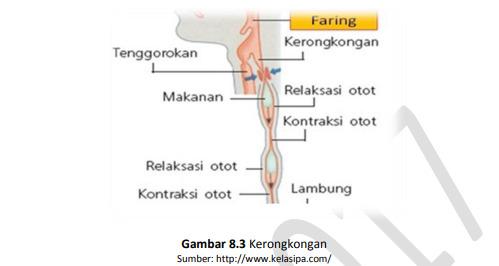 Faring
Kerongkongan
Tenggorokan
Relaksasi otot
Makanan
Kontraksi otot
Relaksasi otot
Kontraksi otot
Lambung
Gambar 8.3 Kerongkongan
Sumber: http://www.kelasipa.com/